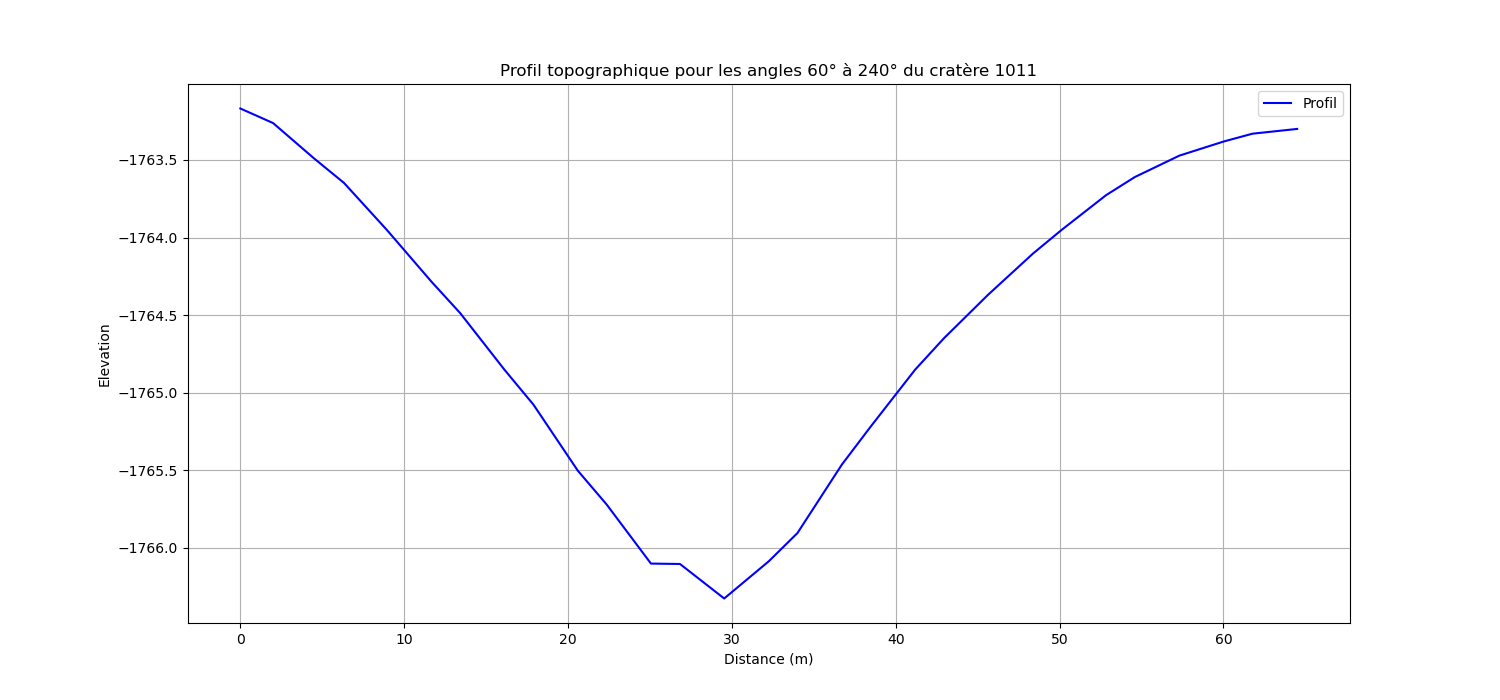 Profil topographique pour les angles 60° à 240° du cratère 1011
Profil
−1763.5
−1764.0
−1764.5
−1765.0
−1765.5
−1766.0
Elevation
0 10 20 30 40 50 60
Distance (m)